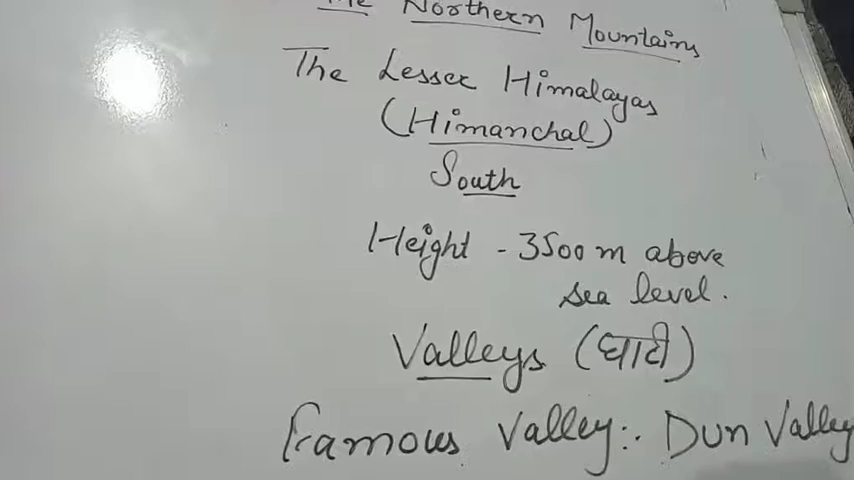 The Northern Mountains
The Lesser Himalayas
(Himanchal)
South
Height - 3500 m above
sea level.
Valleys (घाटी)
Famous Valley:. Dun Valley